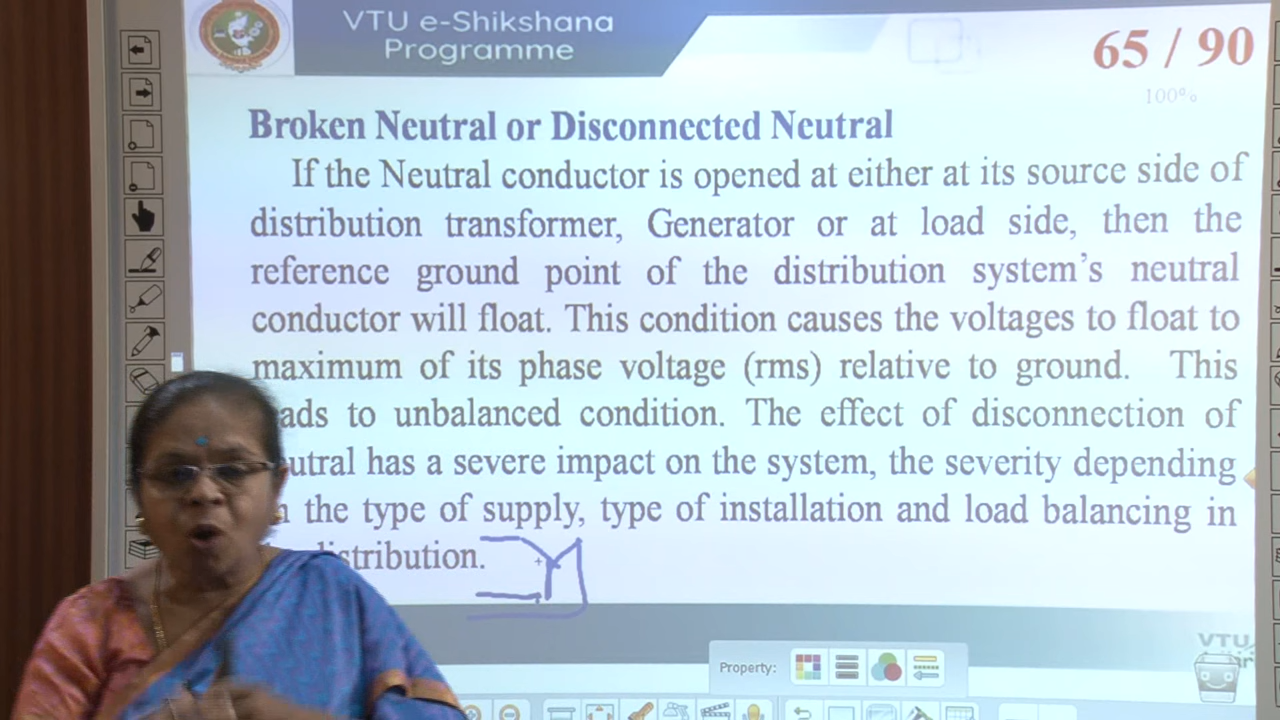 VTU e-Shikshana
Programme
65 / 90
100%
Broken Neutral or Disconnected Neutral
If the Neutral conductor is opened at either at its source side of
distribution transformer, Generator or at load side, then the
reference ground point of the distribution system's neutral
conductor will float. This condition causes the voltages to float to
maximum of its phase voltage (rms) relative to ground. This
ads to unbalanced condition. The effect of disconnection of
utral has a severe impact on the system, the severity depending
the type of supply, type of installation and load balancing in
stribution.
Property:
VTU